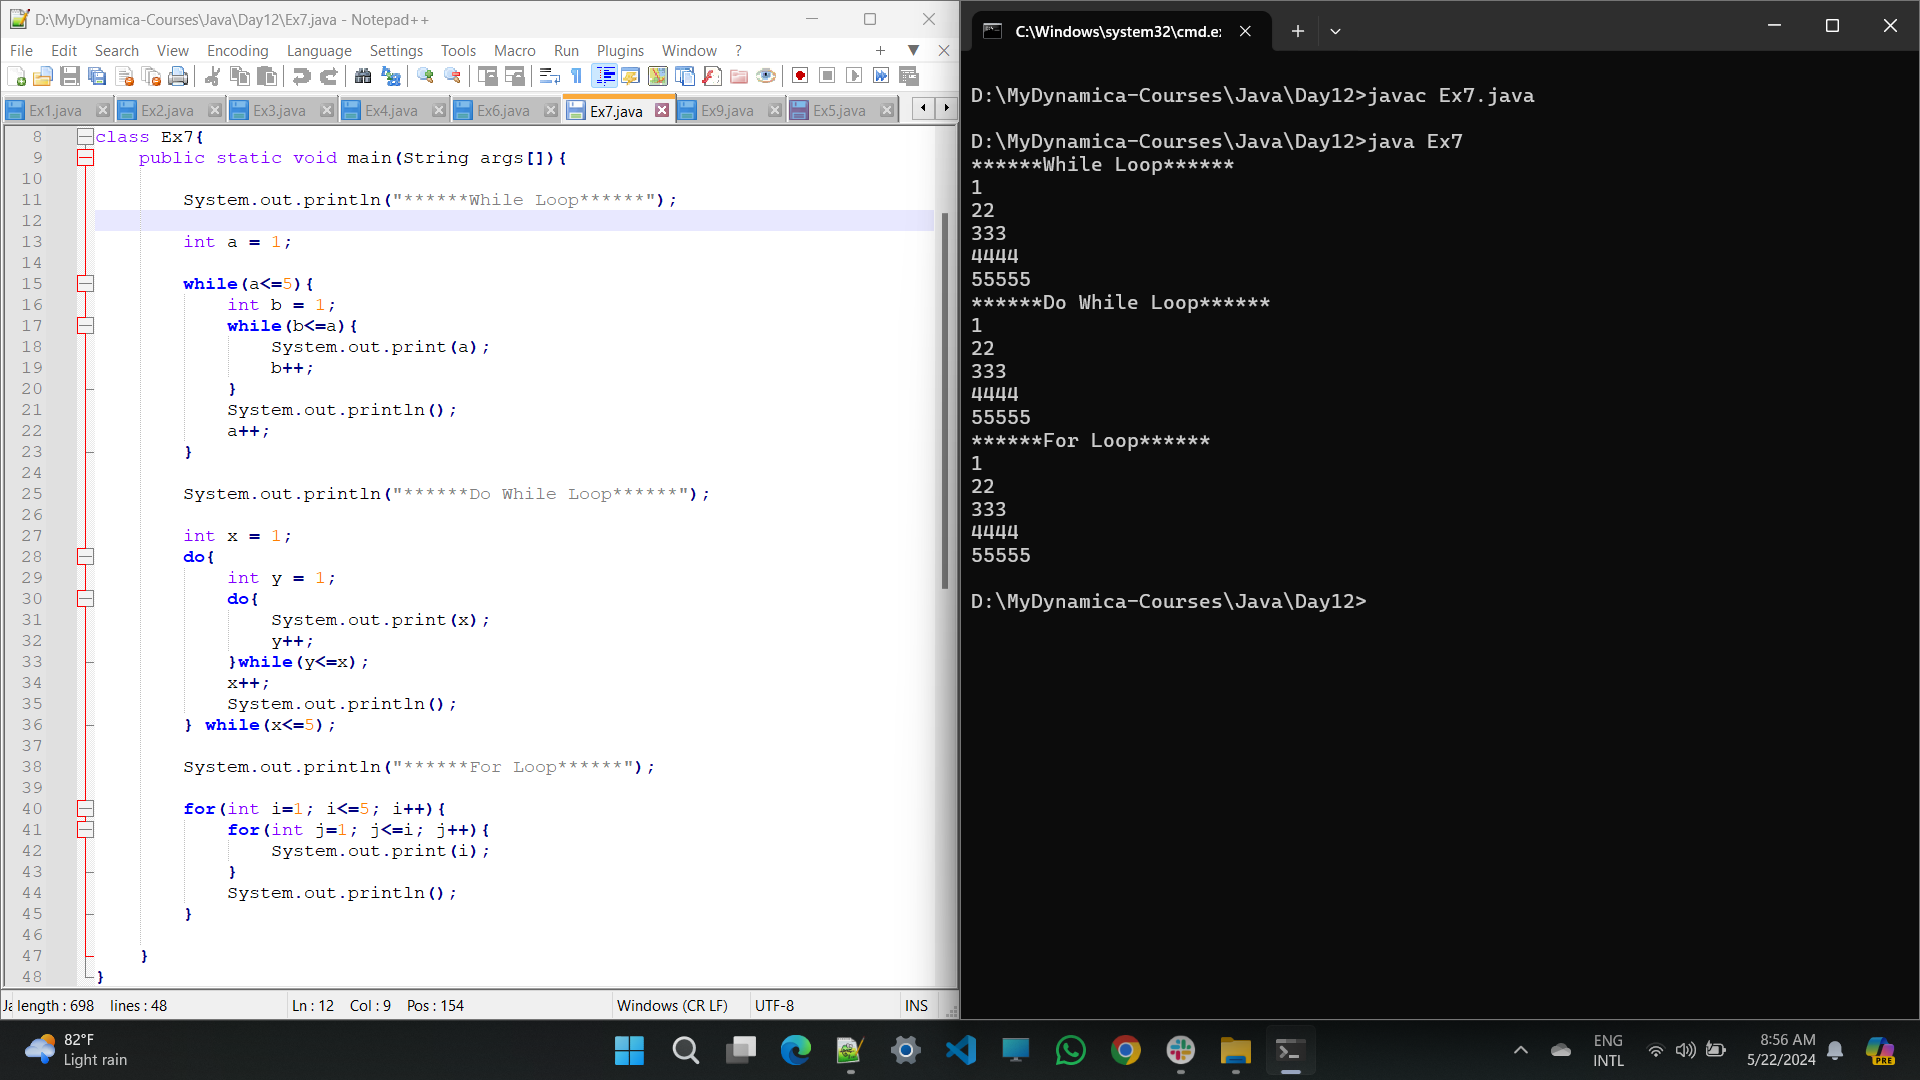 D:\MyDynamica-Courses\Java\Day12\Ex7.java - Notepad++
File Edit Search View Encoding Language Settings Tools Macro Run Plugins Window ?
Ex1.java Ex2.java Ex3.java Ex4.java Ex6.java Ex7.java Ex9.java Ex5.java
8 class Ex7{
9 public static void main(String args[]){
10
11 System.out.println("******While Loop******");
12
13 int a = 1;
14
15 while(a<=5){
16 int b = 1;
17 while(b<=a){
18 System.out.print(a);
19 b++;
20 }
21 System.out.println();
22 a++;
23 }
24
25 System.out.println("******Do While Loop******");
26
27 int x = 1;
28 do{
29 int y = 1;
30 do{
31 System.out.print(x);
32 y++;
33 }while(y<=x);
34 x++;
35 System.out.println();
36 } while(x<=5);
37
38 System.out.println("******For Loop******");
39
40 for(int i=1; i<=5; i++){
41 for(int j=1; j<=i; j++){
42 System.out.print(i);
43 }
44 System.out.println();
45 }
46
47 }
48 }
Ja length : 698 lines : 48 Ln : 12 Col : 9 Pos : 154 Windows (CR LF) UTF-8 INS
C:\Windows\system32\cmd.e
D:\MyDynamica-Courses\Java\Day12>javac Ex7.java
D:\MyDynamica-Courses\Java\Day12>java Ex7
******While Loop******
1
22
333
4444
55555
******Do While Loop******
1
22
333
4444
55555
******For Loop******
1
22
333
4444
55555
D:\MyDynamica-Courses\Java\Day12>
82°F
Light rain
ENG
INTL
8:56 AM
5/22/2024
PRE